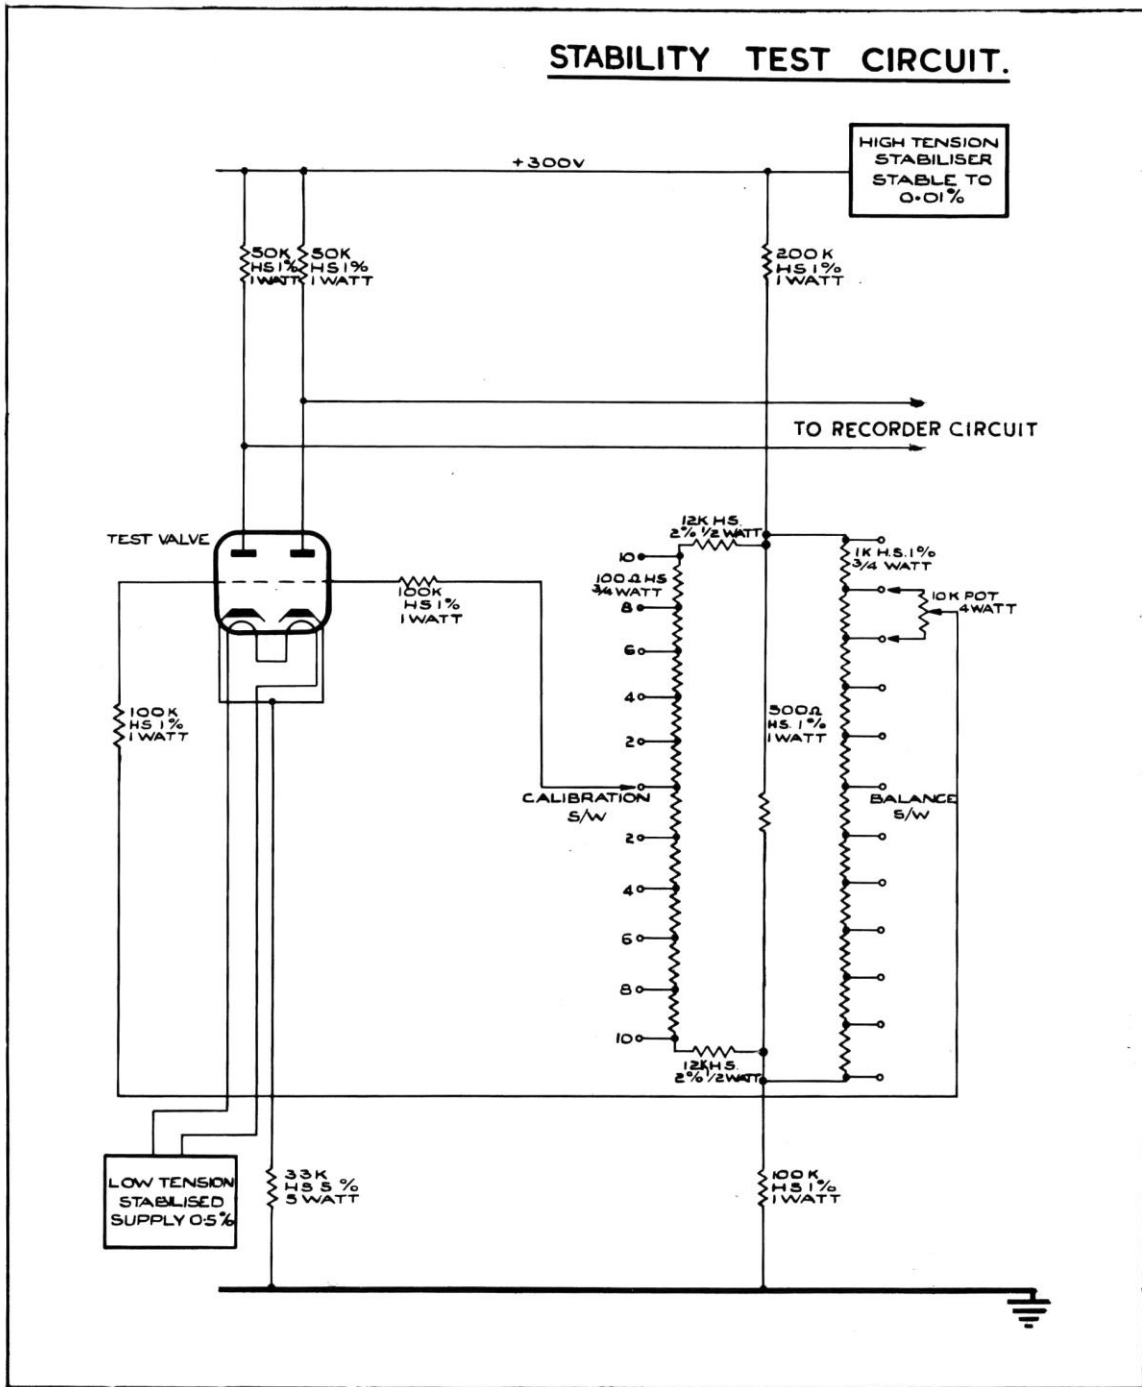 STABILITY TEST CIRCUIT.
HIGH TENSION
STABILISER
STABLE TO
0·01%
+300V
50K
HS 1%
1 WATT
50K
HS 1%
1 WATT
200K
HS 1%
1 WATT
TO RECORDER CIRCUIT
TEST VALVE
100K
HS 1%
1 WATT
12K HS.
2% 1/2 WATT
10
100Ω HS
3/4 WATT
8
6
4
2
CALIBRATION
S/W
2
4
6
8
10
12K HS.
2% 1/2 WATT
1K H.S. 1%
3/4 WATT
10K POT
4 WATT
500Ω
HS. 1%
1 WATT
BALANCE
S/W
100K
HS 1%
1 WATT
LOW TENSION
STABILISED
SUPPLY 0·5%
33K
HS 5%
5 WATT
100K
HS 1%
1 WATT